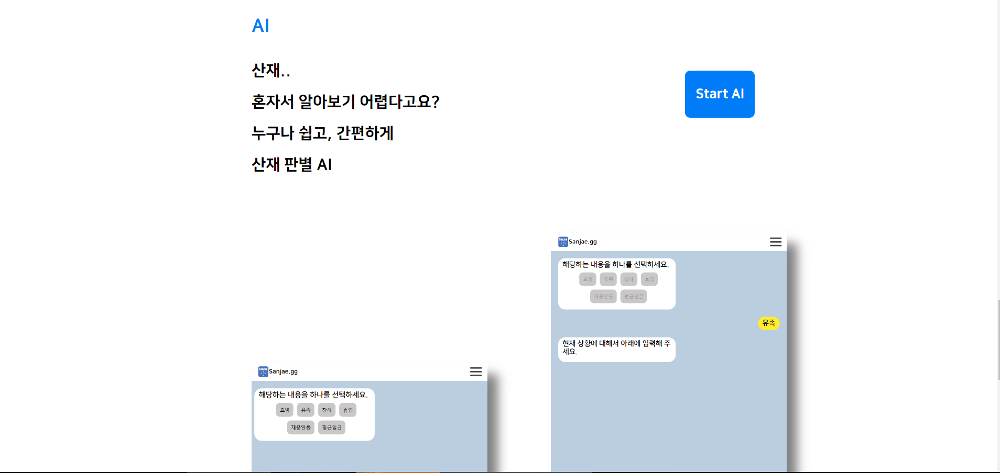 AI
산재..
혼자서 알아보기 어렵다고요?
누구나 쉽고, 간편하게
산재 판별 AI
Start AI
Sanjae
Sanjae.gg
해당하는 내용을 하나를 선택하세요.
요양 유족 장해 휴업
재용양등 평균임금
유족
현재 상황에 대해서 아래에 입력해 주
세요.
Sanjae
Sanjae.gg
해당하는 내용을 하나를 선택하세요.
요양 유족 장해 휴업
재용양등 평균임금